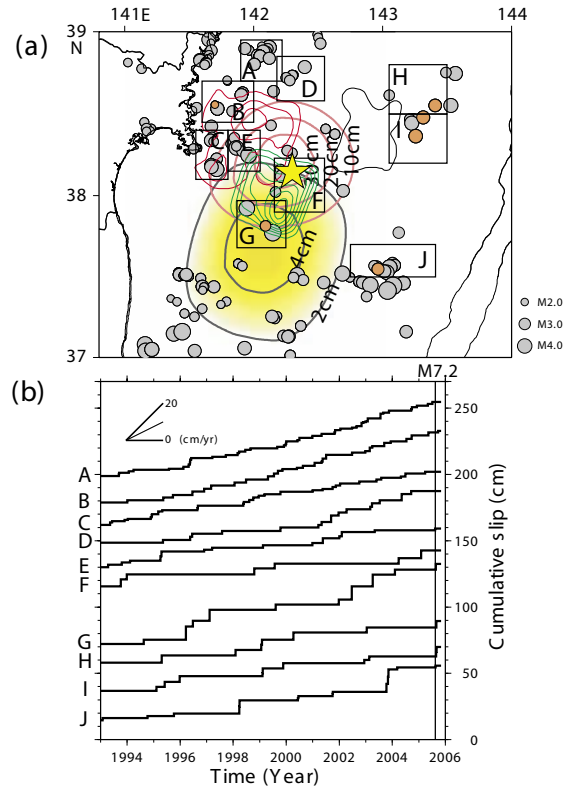 141E 142 143 144
(a)
N 39
38
37
A
B
C
D
E
F
G
H
I
J
30cm
20cm
10cm
4cm
2cm
M2.0
M3.0
M4.0
(b)
M7.2
20
0 (cm/yr)
A
B
C
D
E
F
G
H
I
J
250
200
150
100
50
0
Cumulative slip (cm)
1994 1996 1998 2000 2002 2004 2006
Time (Year)